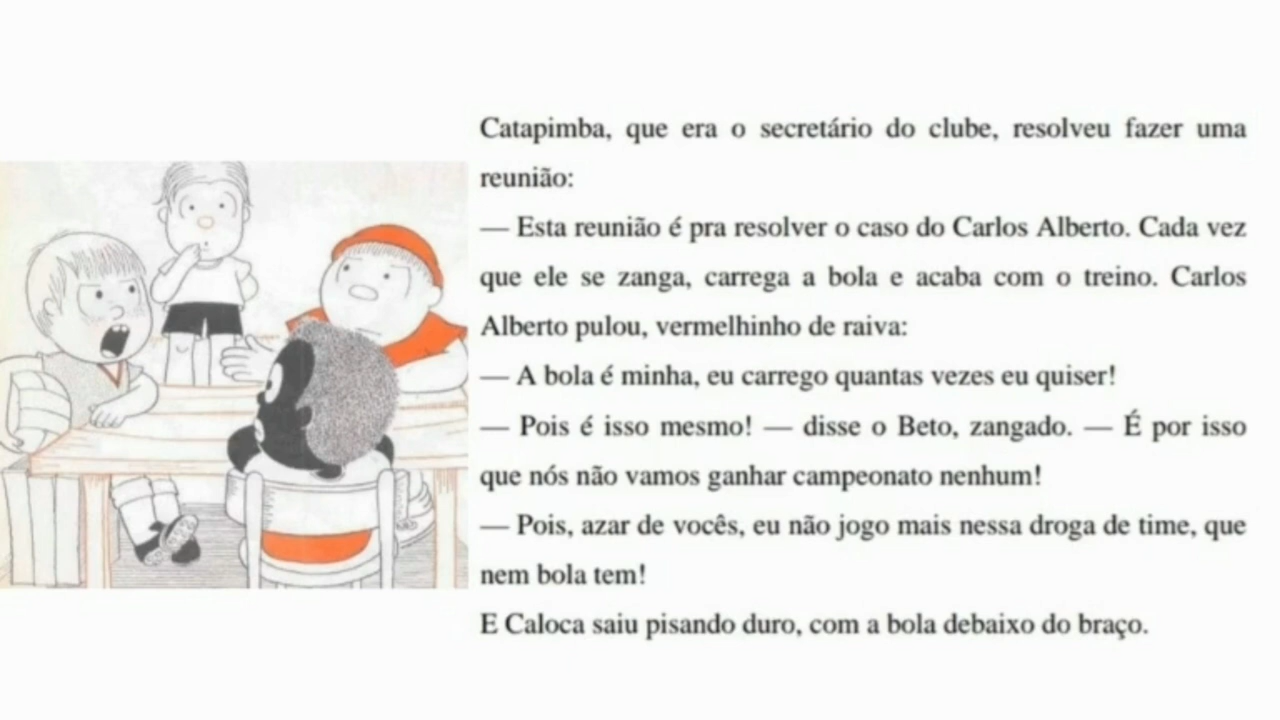 Catapimba, que era o secretário do clube, resolveu fazer uma
reunião:
— Esta reunião é pra resolver o caso do Carlos Alberto. Cada vez
que ele se zanga, carrega a bola e acaba com o treino. Carlos
Alberto pulou, vermelhinho de raiva:
— A bola é minha, eu carrego quantas vezes eu quiser!
— Pois é isso mesmo! — disse o Beto, zangado. — É por isso
que nós não vamos ganhar campeonato nenhum!
— Pois, azar de vocês, eu não jogo mais nessa droga de time, que
nem bola tem!
E Caloca saiu pisando duro, com a bola debaixo do braço.